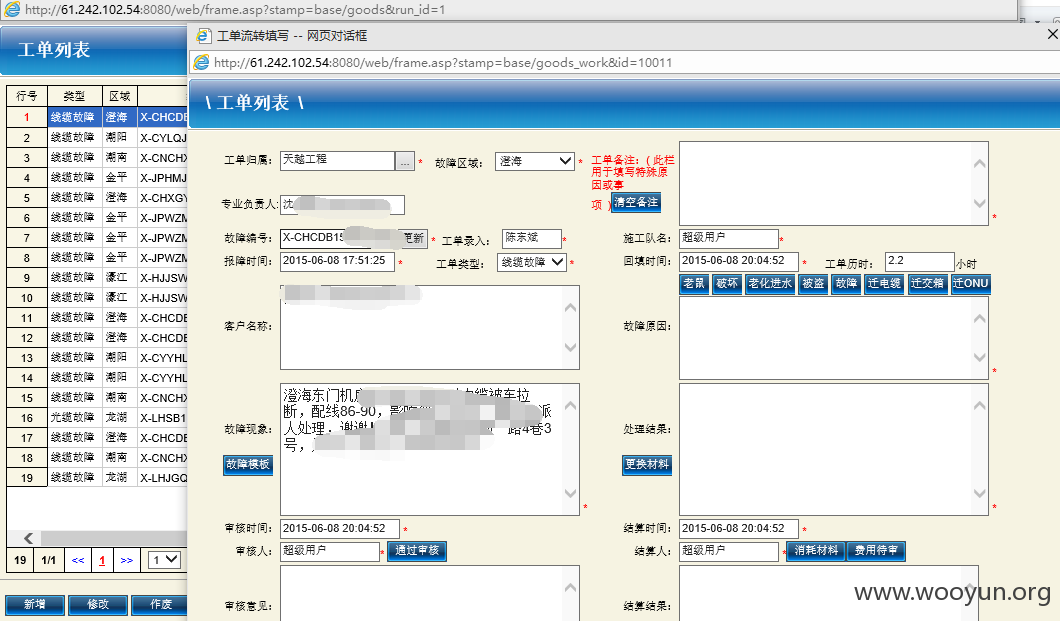 http://61.242.102.54:8080/web/frame.asp?stamp=base/goods&run_id=1
工单列表
行号 类型 区域
1 线缆故障 澄海 X-CHCDB
2 线缆故障 潮阳 X-CYLQJ
3 线缆故障 潮南 X-CNCHX
4 线缆故障 金平 X-JPHMJ
5 线缆故障 澄海 X-CHXGY
6 线缆故障 金平 X-JPWZM
7 线缆故障 金平 X-JPWZM
8 线缆故障 金平 X-JPWZM
9 线缆故障 濠江 X-HJJSW
10 线缆故障 濠江 X-HJJSW
11 线缆故障 澄海 X-CHCDB
12 线缆故障 澄海 X-CHCDB
13 线缆故障 潮阳 X-CYYHL
14 线缆故障 潮阳 X-CYYHL
15 线缆故障 潮南 X-CNCHX
16 光缆故障 龙湖 X-LHSB1
17 线缆故障 澄海 X-CHCDB
18 线缆故障 潮南 X-CNCHX
19 线缆故障 龙湖 X-LHJGQ
19 1/1 << 1 >> 1
新增 修改 作废
工单流转填写 -- 网页对话框
http://61.242.102.54:8080/web/frame.asp?stamp=base/goods_work&id=10011
\ 工单列表 \
工单归属: 天越工程 ... * 故障区域: 澄海 *
工单备注:(此栏
用于填写特殊原
因或事
项 ) 清空备注 *
专业负责人: 沈
故障编号: X-CHCDB15 更新 * 工单录入: 陈东斌 *
施工队名: 超级用户 *
报障时间: 2015-06-08 17:51:25 * 工单类型: 线缆故障 *
回填时间: 2015-06-08 20:04:52 * 工单历时: 2.2 小时
老鼠 破坏 老化进水 被盗 故障 迁电缆 迁交箱 迁ONU
客户名称:
故障原因: *
故障现象: 澄海东门机房
电缆被车拉
断，配线86-90，影响
派
人处理，谢谢!
路4巷3
号，
故障模板 *
处理结果:
更换材料 *
审核时间: 2015-06-08 20:04:52 *
审核人: 超级用户 * 通过审核
结算时间: 2015-06-08 20:04:52 *
结算人: 超级用户 * 消耗材料 费用待审
审核意见:
结算结果:
www.wooyun.org